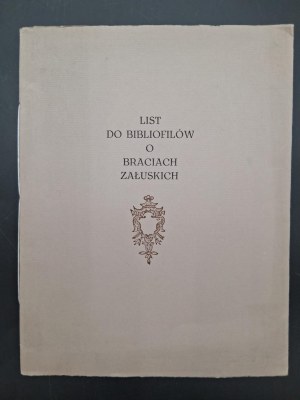 LIST
DO BIBLIOFILÓW
O
BRACIACH
ZAŁUSKICH